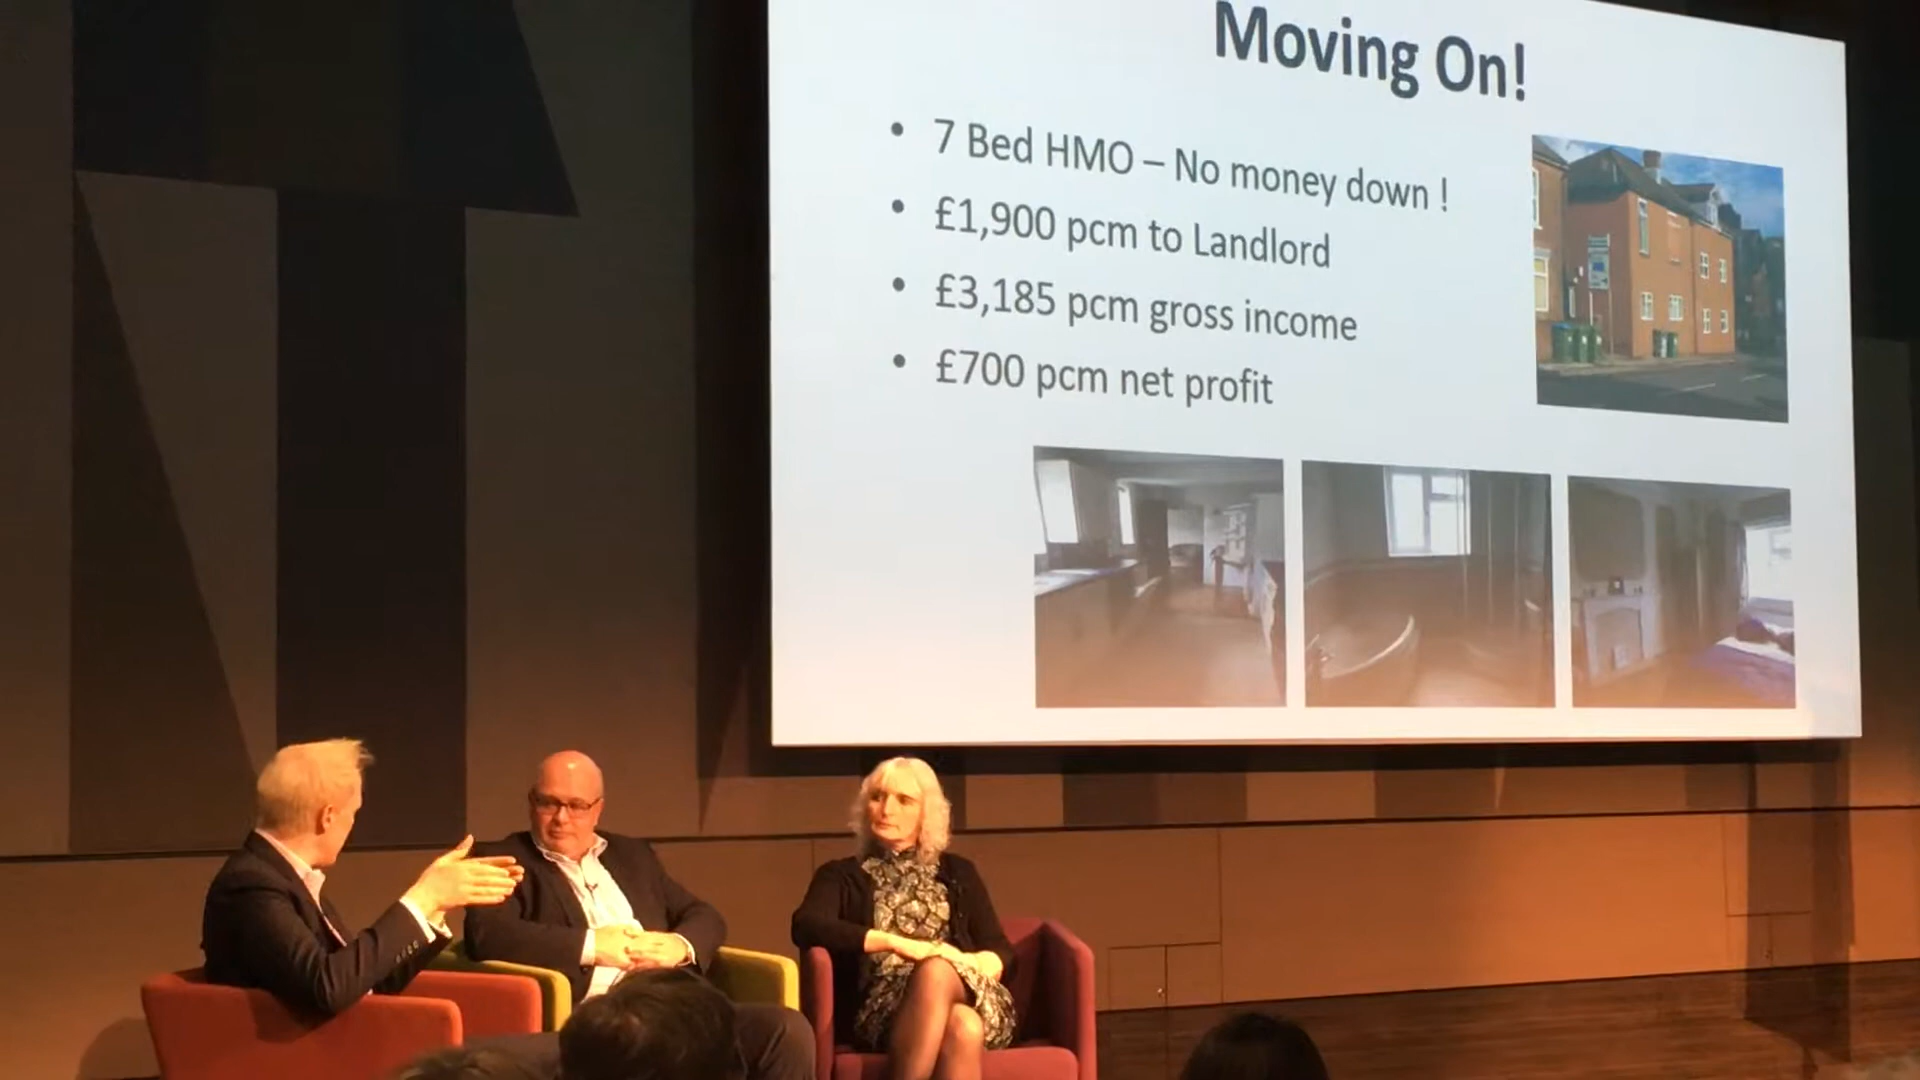 Moving On!
• 7 Bed HMO – No money down !
• £1,900 pcm to Landlord
• £3,185 pcm gross income
• £700 pcm net profit